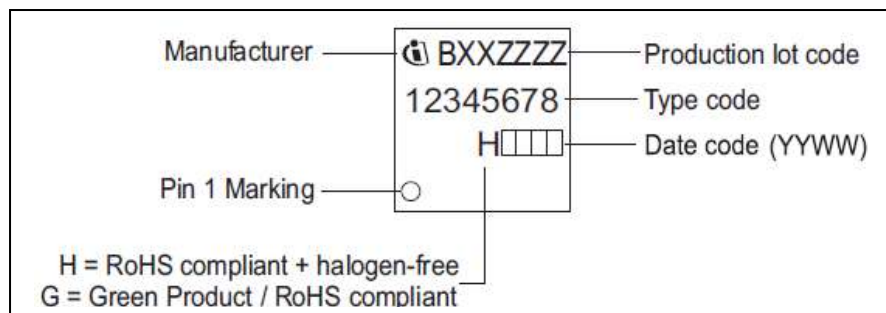 Manufacturer BXXZZZZ Production lot code
12345678 Type code
H Date code (YYWW)
Pin 1 Marking
H = RoHS compliant + halogen-free
G = Green Product / RoHS compliant